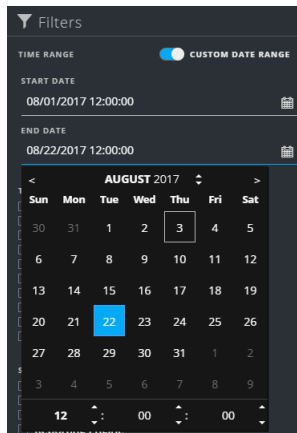 Filters
TIME RANGE CUSTOM DATE RANGE
START DATE
08/01/2017 12:00:00
END DATE
08/22/2017 12:00:00
< AUGUST 2017 >
Sun Mon Tue Wed Thu Fri Sat
30 31 1 2 3 4 5
6 7 8 9 10 11 12
13 14 15 16 17 18 19
20 21 22 23 24 25 26
27 28 29 30 31 1 2
3 4 5 6 7 8 9
12 : 00 : 00